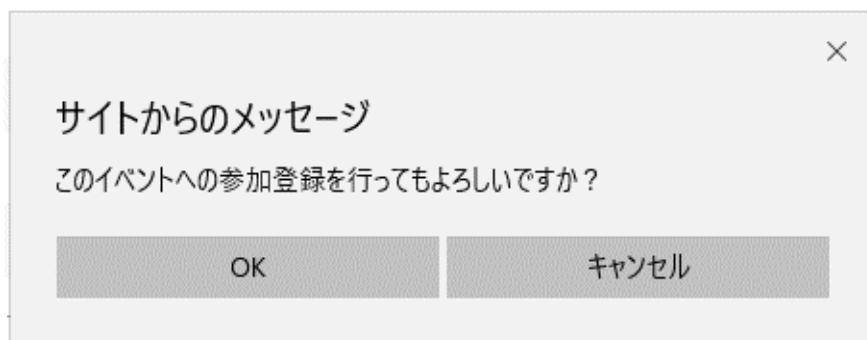 サイトからのメッセージ
このイベントへの参加登録を行ってもよろしいですか？
OK キャンセル